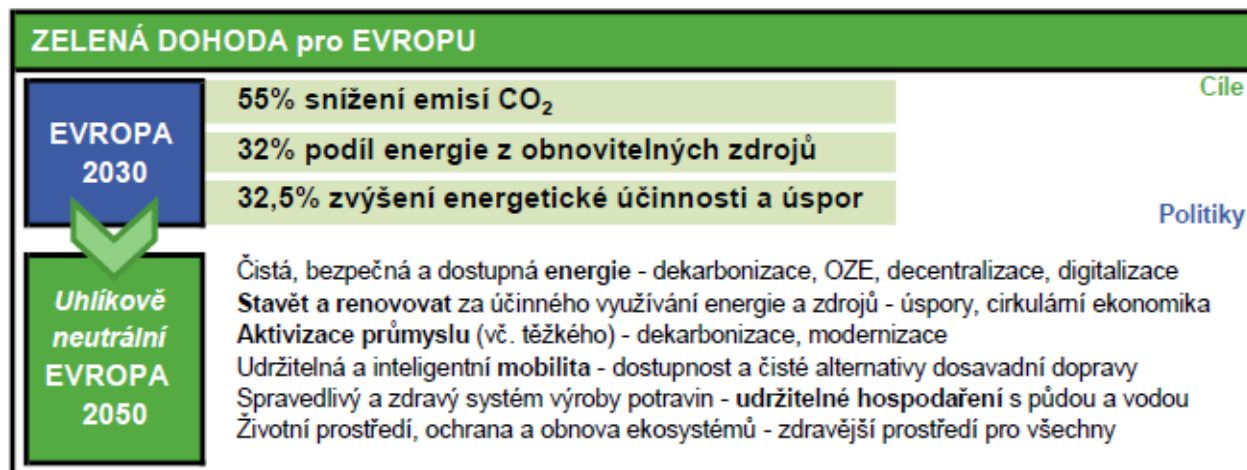 ZELENÁ DOHODA pro EVROPU
Cíle
EVROPA
2030
55% snížení emisí CO₂
32% podíl energie z obnovitelných zdrojů
32,5% zvýšení energetické účinnosti a úspor
Politiky
Uhlíkově
neutrální
EVROPA
2050
Čistá, bezpečná a dostupná energie - dekarbonizace, OZE, decentralizace, digitalizace
Stavět a renovovat za účinného využívání energie a zdrojů - úspory, cirkulární ekonomika
Aktivizace průmyslu (vč. těžkého) - dekarbonizace, modernizace
Udržitelná a inteligentní mobilita - dostupnost a čisté alternativy dosavadní dopravy
Spravedlivý a zdravý systém výroby potravin - udržitelné hospodaření s půdou a vodou
Životní prostředí, ochrana a obnova ekosystémů - zdravější prostředí pro všechny